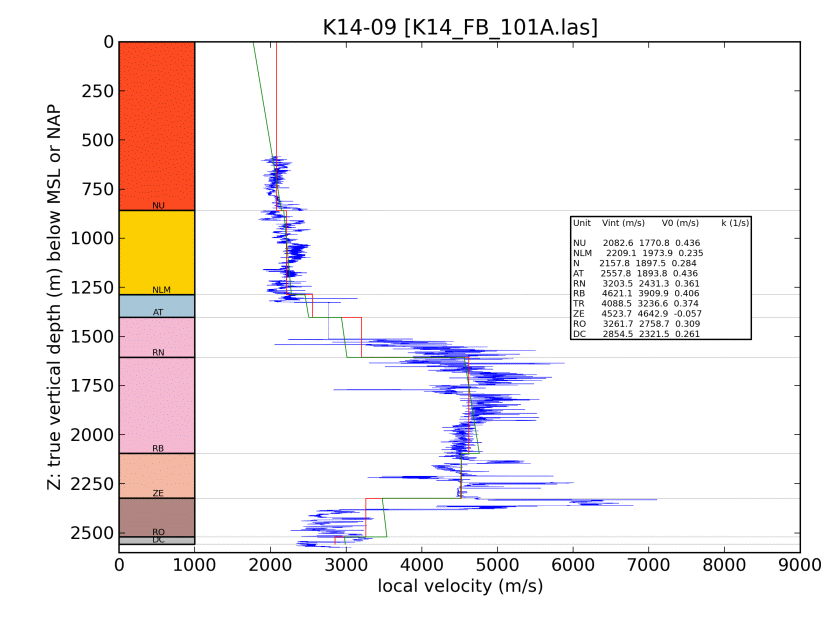 K14-09 [K14_FB_101A.las]
0
250
500
750
1000
1250
1500
1750
2000
2250
2500
Z: true vertical depth (m) below MSL or NAP
NU
NLM
AT
RN
RB
ZE
RO
DC
Unit Vint (m/s) V0 (m/s) k (1/s)
NU 2082.6 1770.8 0.436
NLM 2209.1 1973.9 0.235
N 2157.8 1897.5 0.284
AT 2557.8 1893.8 0.436
RN 3203.5 2431.3 0.361
RB 4621.1 3909.9 0.406
TR 4088.5 3236.6 0.374
ZE 4523.7 4642.9 -0.057
RO 3261.7 2758.7 0.309
DC 2854.5 2321.5 0.261
0 1000 2000 3000 4000 5000 6000 7000 8000 9000
local velocity (m/s)